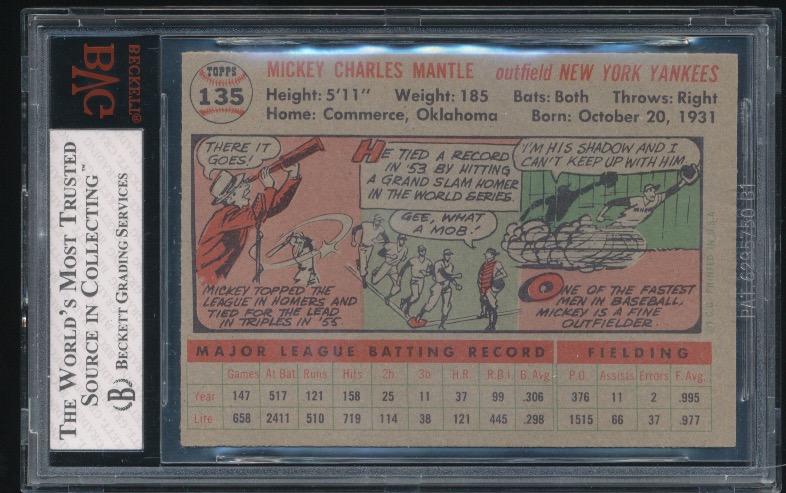 BVG
BECKETT®
THE WORLD'S MOST TRUSTED
SOURCE IN COLLECTING™
BECKETT GRADING SERVICES
B
TOPPS
135
MICKEY CHARLES MANTLE outfield NEW YORK YANKEES
Height: 5'11" Weight: 185 Bats: Both Throws: Right
Home: Commerce, Oklahoma Born: October 20, 1931
THERE IT
GOES!
MICKEY TOPPED THE
LEAGUE IN HOMERS AND
TIED FOR THE LEAD
IN TRIPLES IN '55.
HE TIED A RECORD
IN '53 BY HITTING
A GRAND SLAM HOMER
IN THE WORLD SERIES.
GEE, WHAT
A MOB!
I'M HIS SHADOW AND I
CAN'T KEEP UP WITH HIM
ONE OF THE FASTEST
MEN IN BASEBALL,
MICKEY IS A FINE
OUTFIELDER.
PRINTED IN U.S.A.
PAT 6295750 B1
MAJOR LEAGUE BATTING RECORD FIELDING
Games At Bat Runs Hits 2b 3b H.R. R.B.I. B. Avg. P.O. Assists Errors F. Avg.
Year 147 517 121 158 25 11 37 99 .306 376 11 2 .995
Life 658 2411 510 719 114 38 121 445 .298 1515 66 37 .977